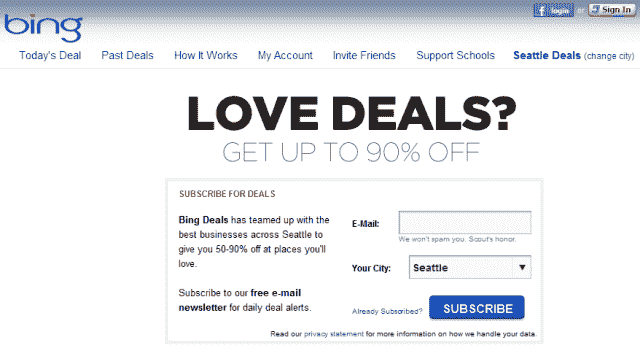 bing
login or Sign In
Today's Deal Past Deals How It Works My Account Invite Friends Support Schools Seattle Deals (change city)
LOVE DEALS?
GET UP TO 90% OFF
SUBSCRIBE FOR DEALS
Bing Deals has teamed up with the
best businesses across Seattle to
give you 50-90% off at places you'll
love.
Subscribe to our free e-mail
newsletter for daily deal alerts.
E-Mail:
We won't spam you. Scout's honor.
Your City: Seattle
Already Subscribed? SUBSCRIBE
Read our privacy statement for more information on how we handle your data.